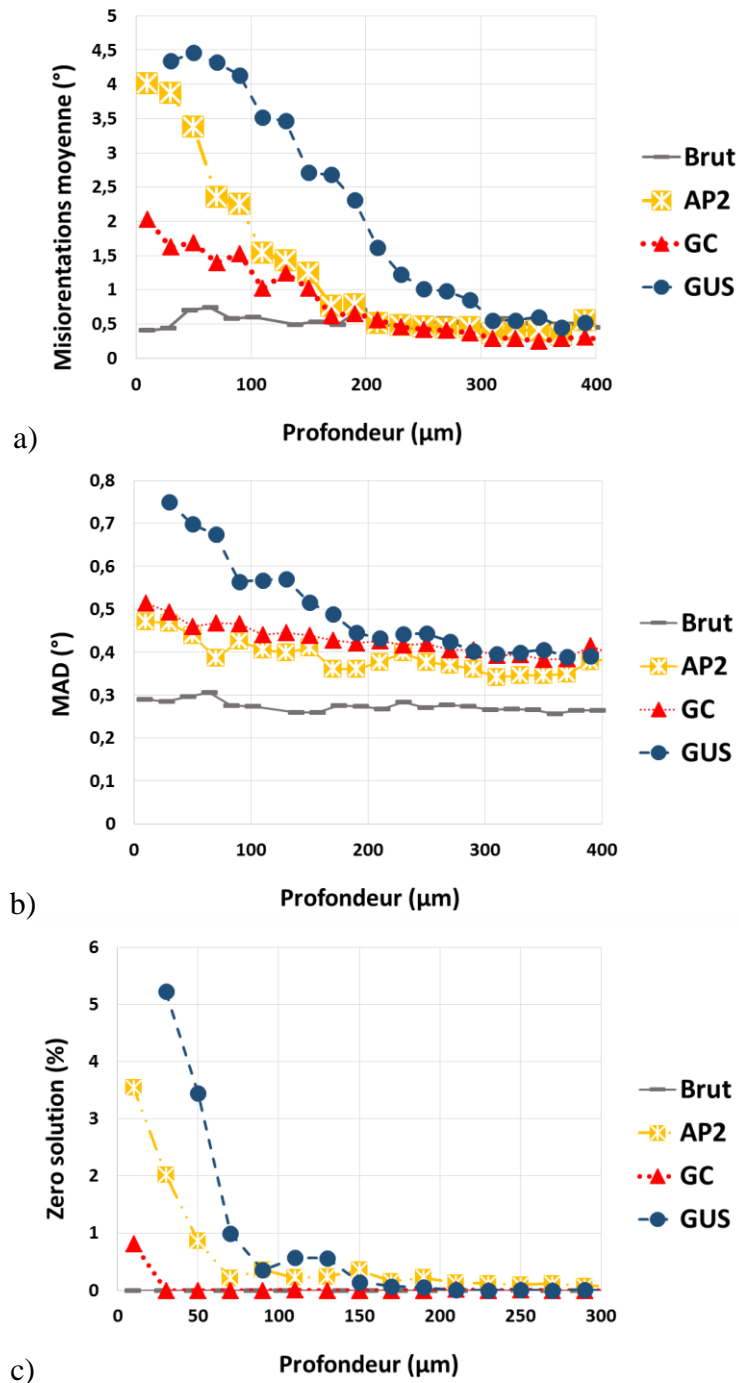 5
4,5
4
3,5
3
2,5
2
1,5
1
0,5
0
Misiorentations moyenne (°)
0 100 200 300 400
Profondeur (µm)
Brut
AP2
GC
GUS
a)
0,8
0,7
0,6
0,5
0,4
0,3
0,2
0,1
0
MAD (°)
0 100 200 300 400
Profondeur (µm)
Brut
AP2
GC
GUS
b)
6
5
4
3
2
1
0
Zero solution (%)
0 50 100 150 200 250 300
Profondeur (µm)
Brut
AP2
GC
GUS
c)